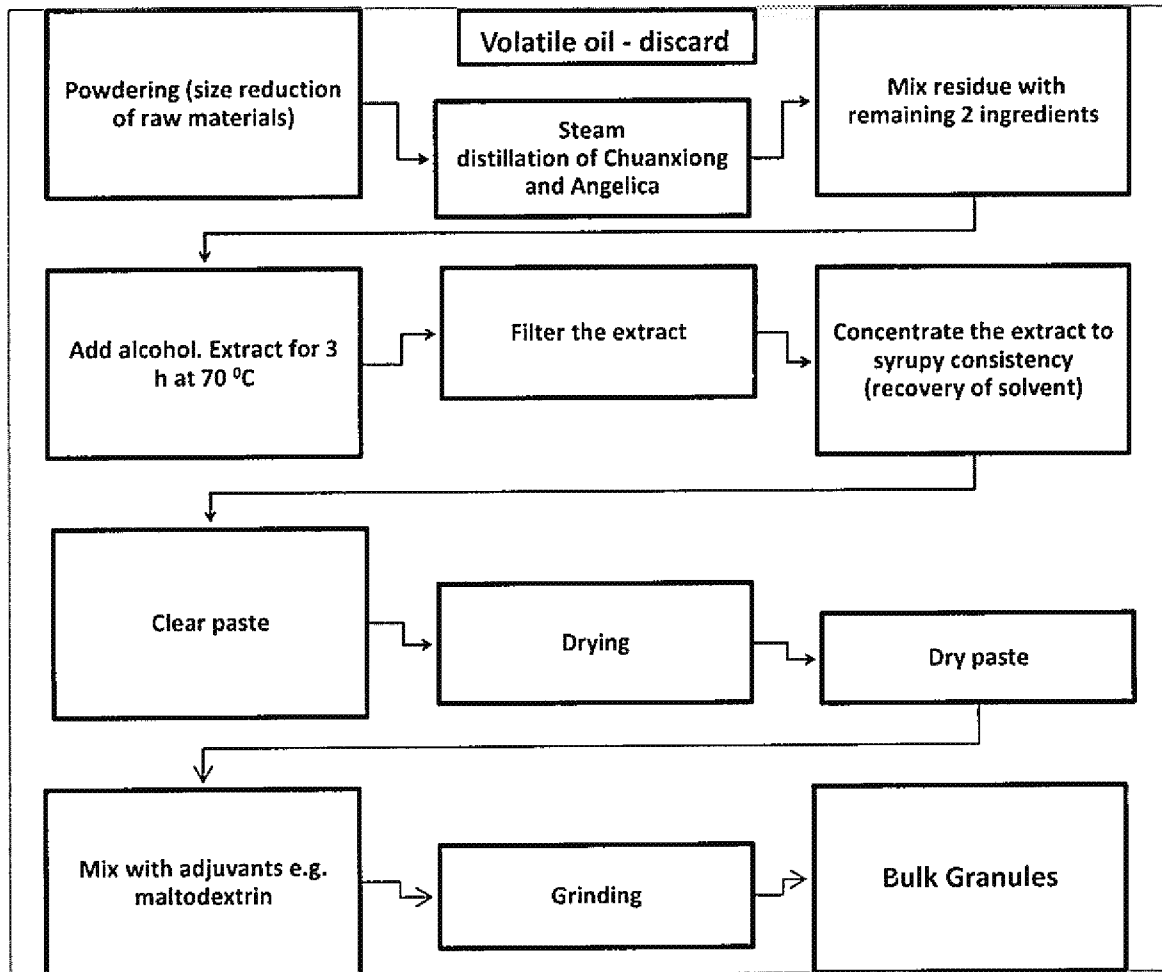 Volatile oil - discard
Powdering (size reduction
of raw materials)
Steam
distillation of Chuanxiong
and Angelica
Mix residue with
remaining 2 ingredients
Add alcohol. Extract for 3
h at 70 ⁰C
Filter the extract
Concentrate the extract to
syrupy consistency
(recovery of solvent)
Clear paste
Drying
Dry paste
Mix with adjuvants e.g.
maltodextrin
Grinding
Bulk Granules